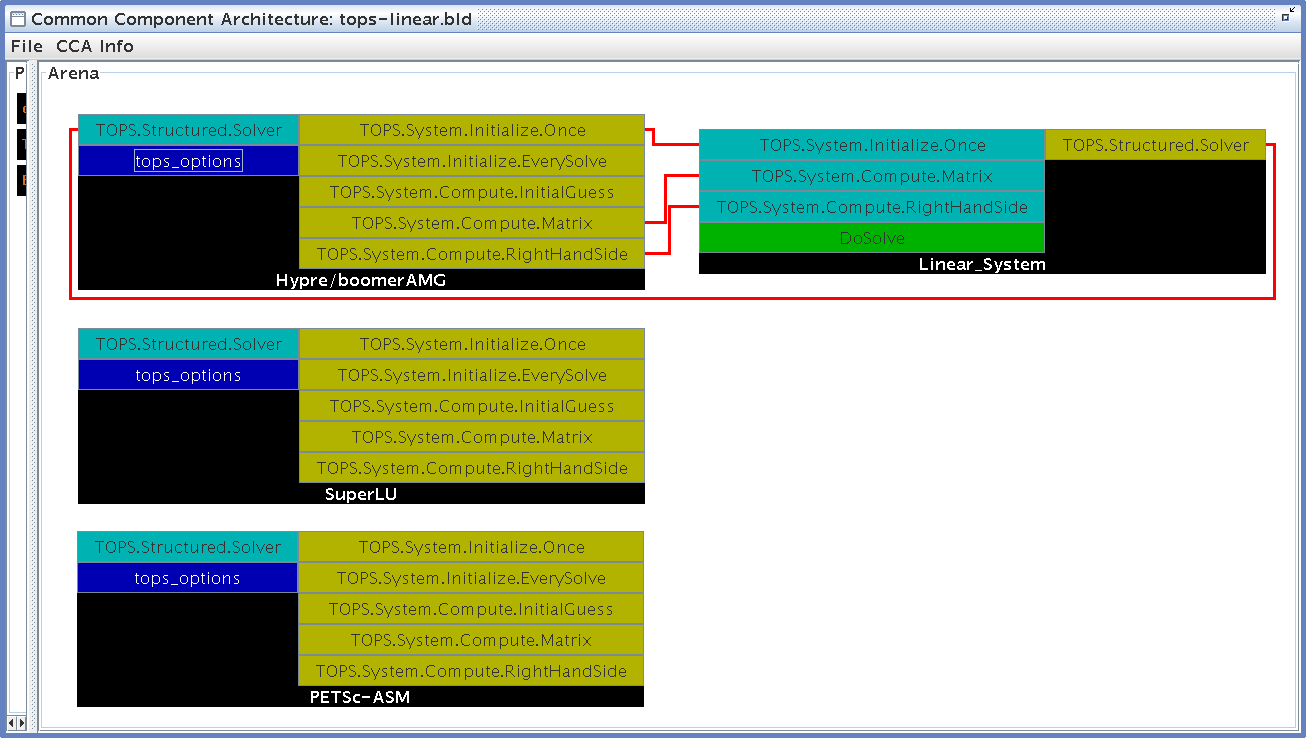 Common Component Architecture: tops-linear.bld
File CCA Info
P
Arena
TOPS.Structured.Solver
tops_options
TOPS.System.Initialize.Once
TOPS.System.Initialize.EverySolve
TOPS.System.Compute.InitialGuess
TOPS.System.Compute.Matrix
TOPS.System.Compute.RightHandSide
Hypre/boomerAMG
TOPS.System.Initialize.Once
TOPS.System.Compute.Matrix
TOPS.System.Compute.RightHandSide
DoSolve
TOPS.Structured.Solver
Linear_System
TOPS.Structured.Solver
tops_options
TOPS.System.Initialize.Once
TOPS.System.Initialize.EverySolve
TOPS.System.Compute.InitialGuess
TOPS.System.Compute.Matrix
TOPS.System.Compute.RightHandSide
SuperLU
TOPS.Structured.Solver
tops_options
TOPS.System.Initialize.Once
TOPS.System.Initialize.EverySolve
TOPS.System.Compute.InitialGuess
TOPS.System.Compute.Matrix
TOPS.System.Compute.RightHandSide
PETSc-ASM